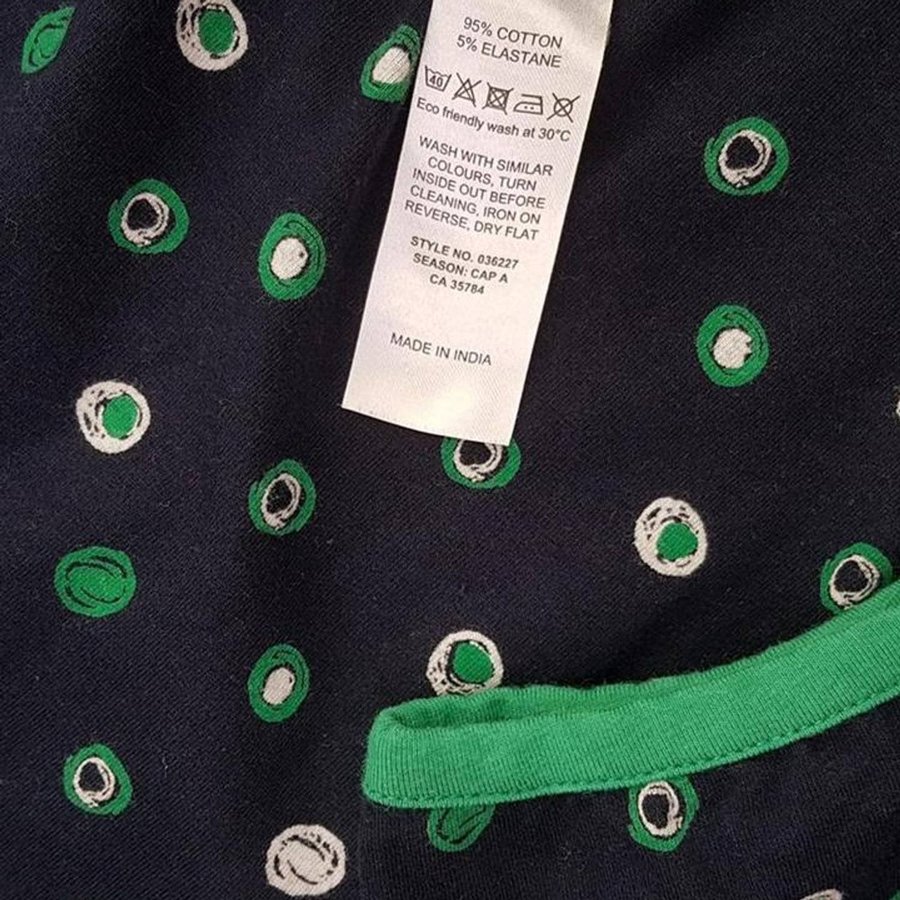 95% COTTON
5% ELASTANE
40
Eco friendly wash at 30°C
WASH WITH SIMILAR
COLOURS, TURN
INSIDE OUT BEFORE
CLEANING, IRON ON
REVERSE, DRY FLAT
STYLE NO. 036227
SEASON: CAP A
CA 35784
MADE IN INDIA